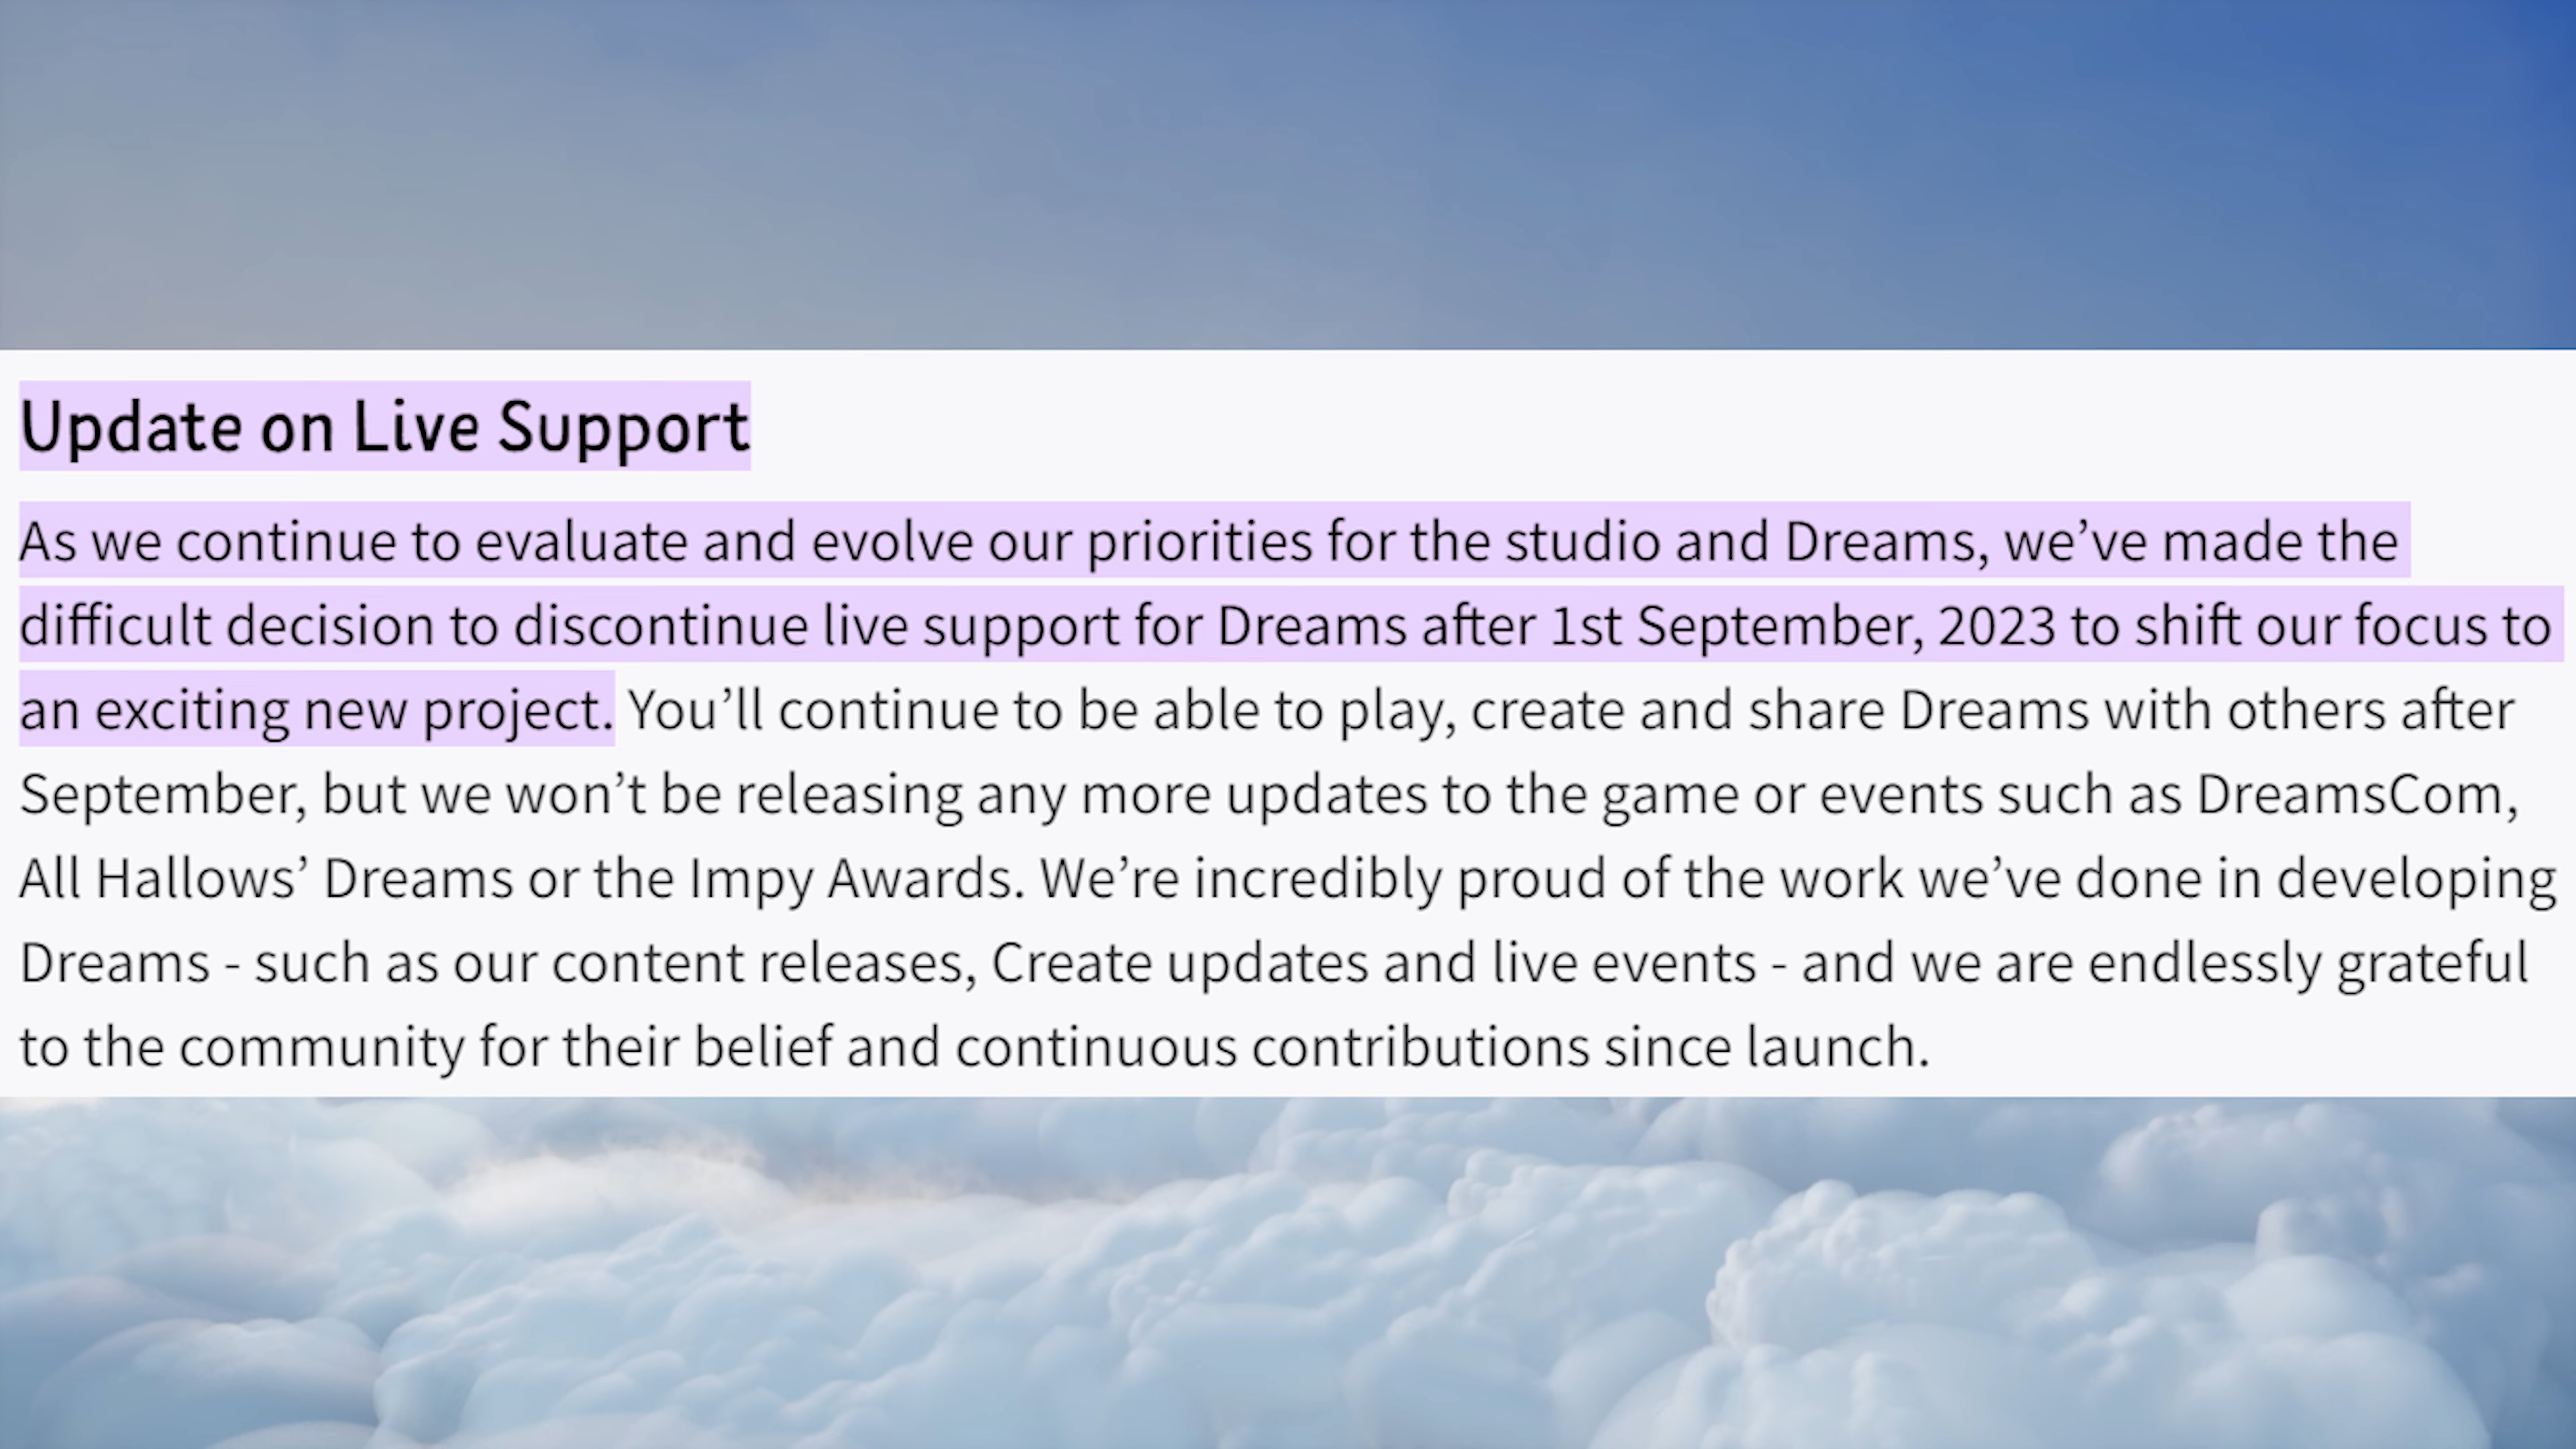 Update on Live Support
As we continue to evaluate and evolve our priorities for the studio and Dreams, we’ve made the
difficult decision to discontinue live support for Dreams after 1st September, 2023 to shift our focus to
an exciting new project. You’ll continue to be able to play, create and share Dreams with others after
September, but we won’t be releasing any more updates to the game or events such as DreamsCom,
All Hallows’ Dreams or the Impy Awards. We’re incredibly proud of the work we’ve done in developing
Dreams - such as our content releases, Create updates and live events - and we are endlessly grateful
to the community for their belief and continuous contributions since launch.